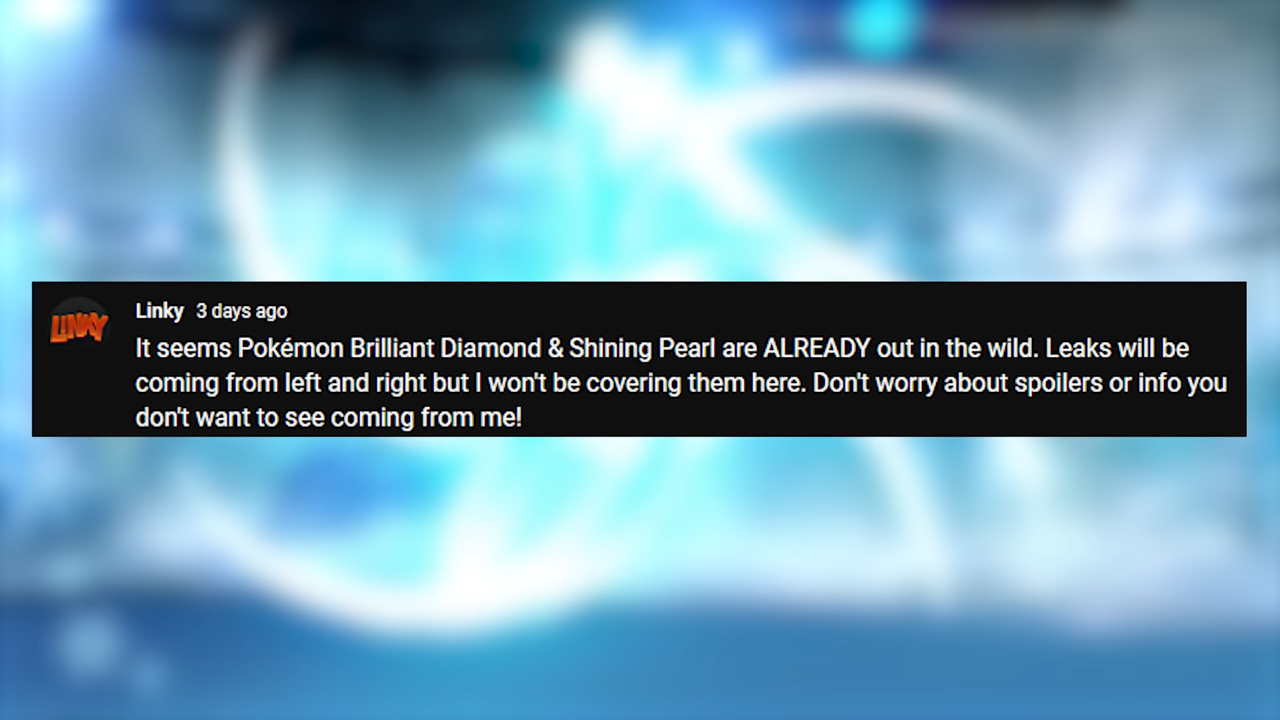 LINKY
Linky 3 days ago
It seems Pokémon Brilliant Diamond & Shining Pearl are ALREADY out in the wild. Leaks will be
coming from left and right but I won't be covering them here. Don't worry about spoilers or info you
don't want to see coming from me!